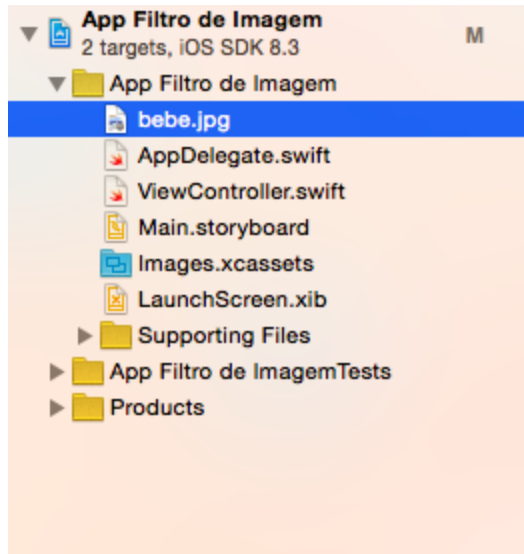 App Filtro de Imagem
2 targets, iOS SDK 8.3
M
App Filtro de Imagem
bebe.jpg
AppDelegate.swift
ViewController.swift
Main.storyboard
Images.xcassets
LaunchScreen.xib
Supporting Files
App Filtro de ImagemTests
Products